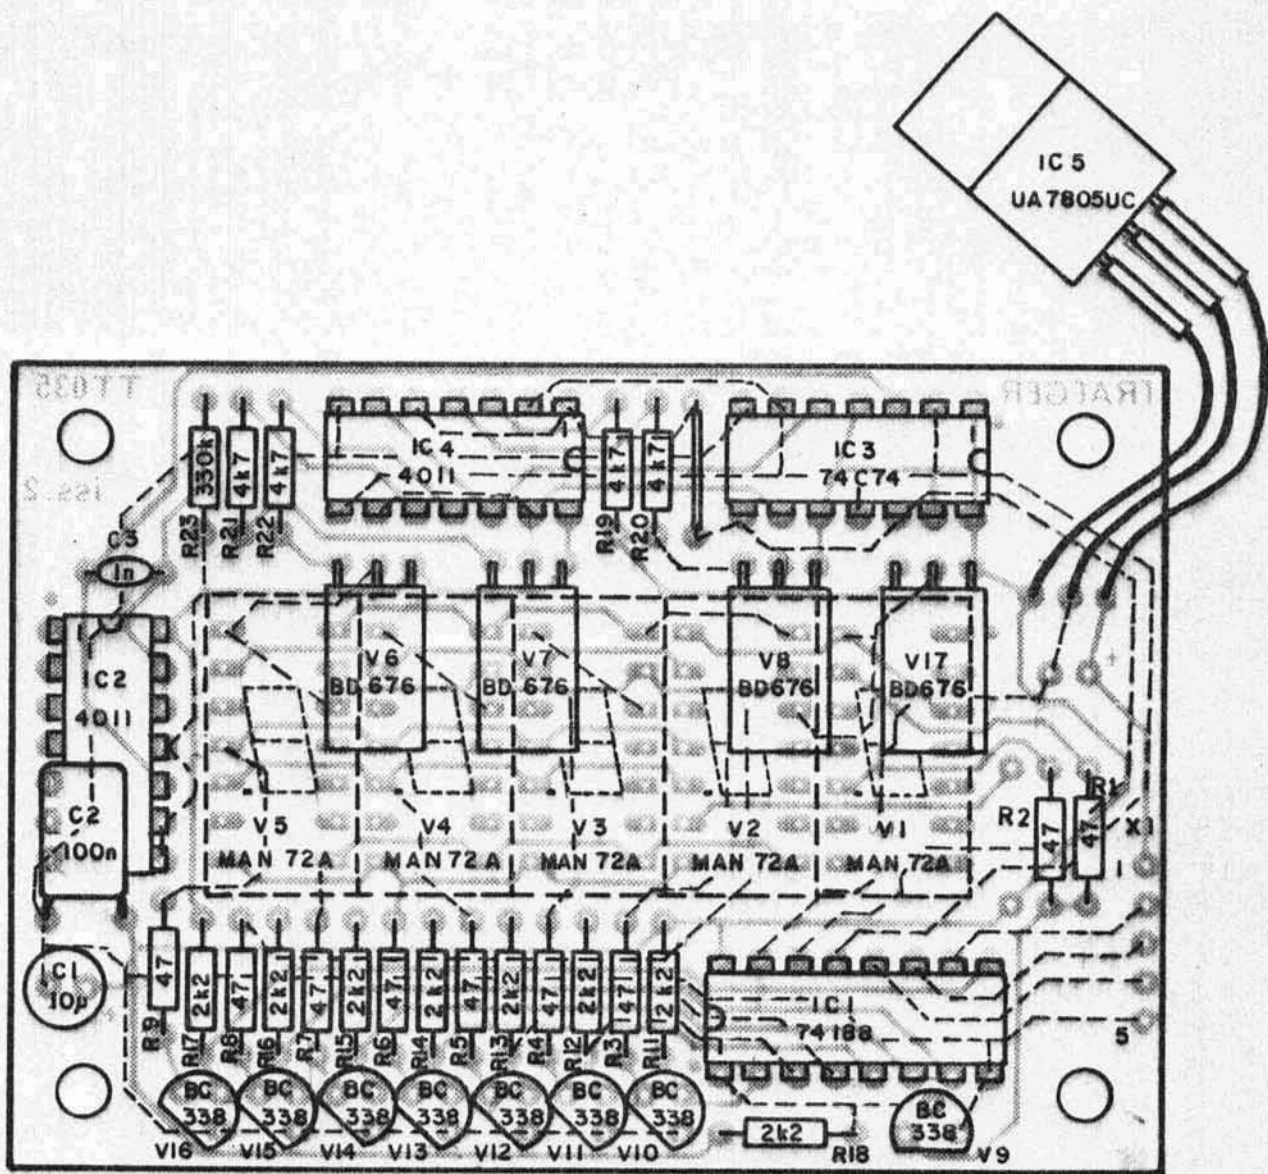 IC 5
UA7805UC
TT035
TRAEGER
iss.2
330k
4k7
4k7
IC 4
4011
4k7
4k7
IC 3
74C74
R23
R21
R22
R19
R20
C3
1n
C2
4011
V6
BD 676
V7
BD 676
V8
BD676
V17
BD676
+
C2
100n
R2
47
R1
47
X1
1
5
V5
MAN 72A
V4
MAN 72A
V3
MAN 72A
V2
MAN 72A
V1
MAN 72A
C1
10µ
47
2k2
47
2k2
47
2k2
47
2k2
47
2k2
47
2k2
47
2k2
IC 1
74188
R9
R17
R8
R16
R7
R15
R6
R14
R5
R13
R4
R12
R3
R11
BC
338
BC
338
BC
338
BC
338
BC
338
BC
338
BC
338
2k2
R18
BC
338
V16
V15
V14
V13
V12
V11
V10
V9